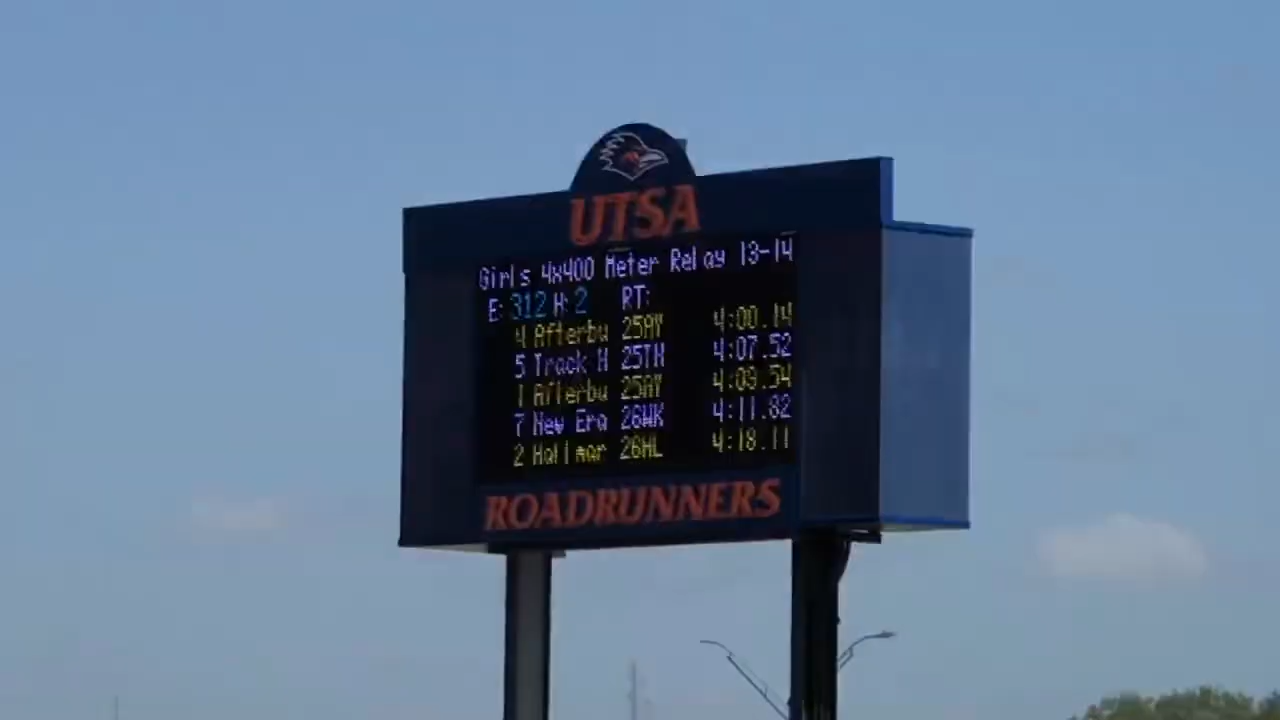 UTSA
Girls 4x400 Meter Relay 13-14
E: 312 H: 2 RT:
4 Afterbu 25AY 4:00.14
5 Track H 25TH 4:07.52
1 Afterbu 25AY 4:09.54
7 New Era 26WK 4:11.82
2 Hallmar 26HL 4:18.11
ROADRUNNERS